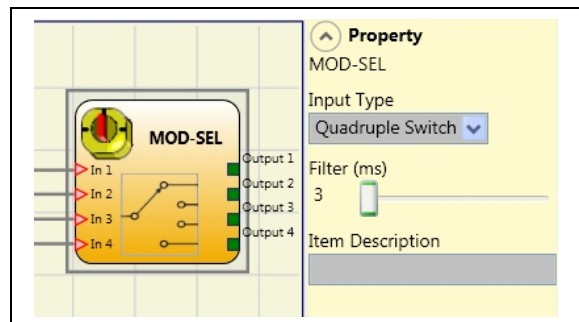 MOD-SEL
In 1
In 2
In 3
In 4
Output 1
Output 2
Output 3
Output 4
Property
MOD-SEL
Input Type
Quadruple Switch
Filter (ms)
3
Item Description